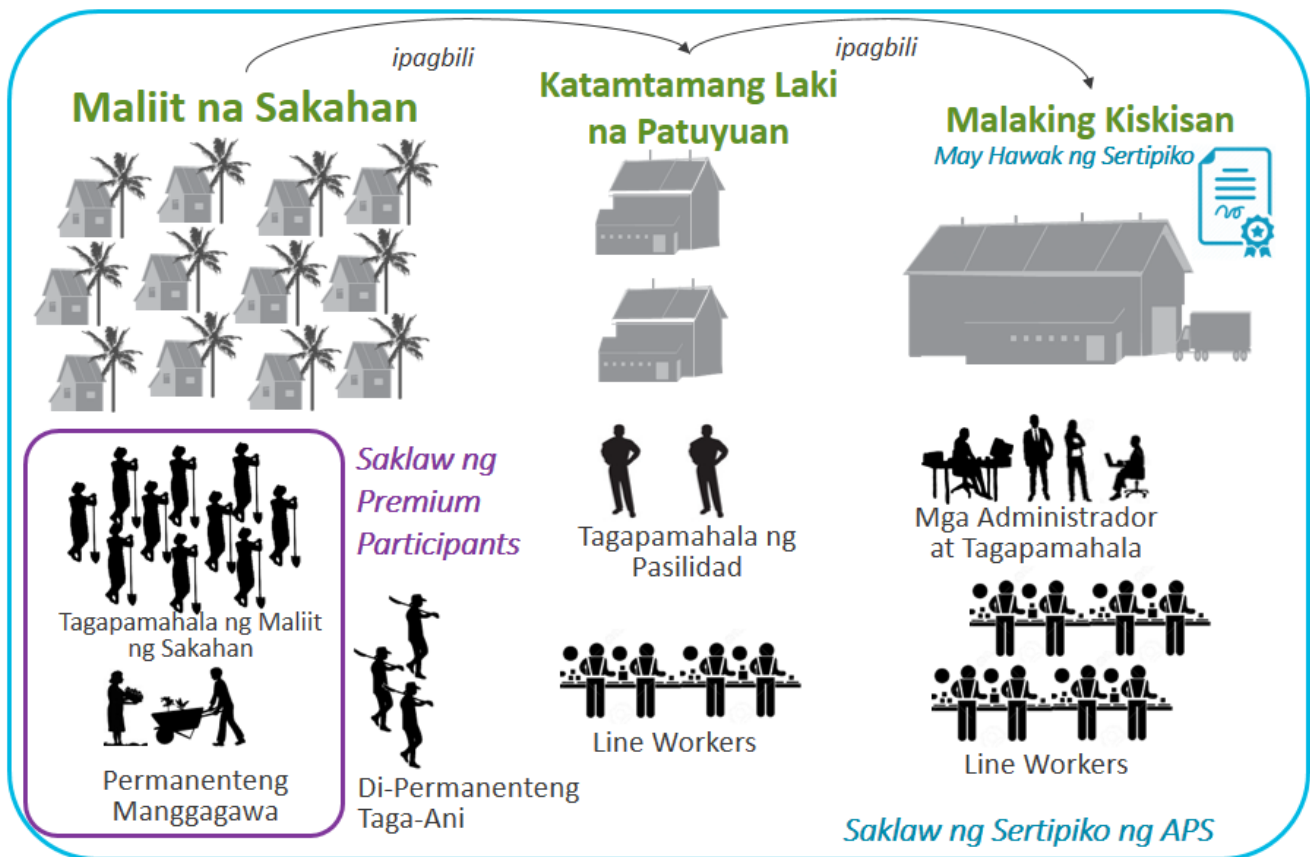 ipagbili
ipagbili
Maliit na Sakahan
Katamtamang Laki
na Patuyuan
Malaking Kiskisan
May Hawak ng Sertipiko
Saklaw ng
Premium
Participants
Tagapamahala ng Maliit
ng Sakahan
Permanenteng
Manggagawa
Di-Permanenteng
Taga-Ani
Tagapamahala ng
Pasilidad
Line Workers
Mga Administrador
at Tagapamahala
Line Workers
Saklaw ng Sertipiko ng APS